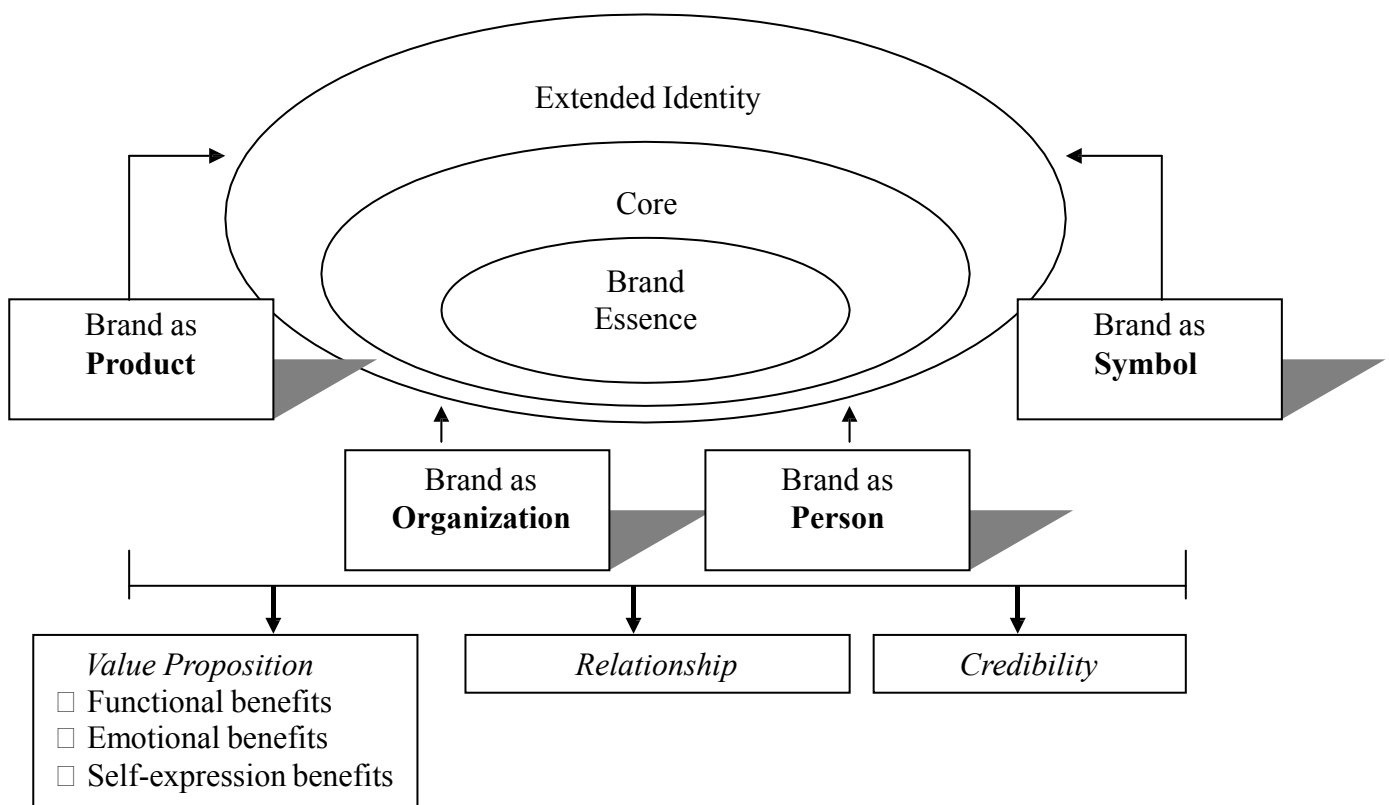 Extended Identity
Core
Brand
Essence
Brand as
Product
Brand as
Symbol
Brand as
Organization
Brand as
Person
Value Proposition
□ Functional benefits
□ Emotional benefits
□ Self-expression benefits
Relationship
Credibility